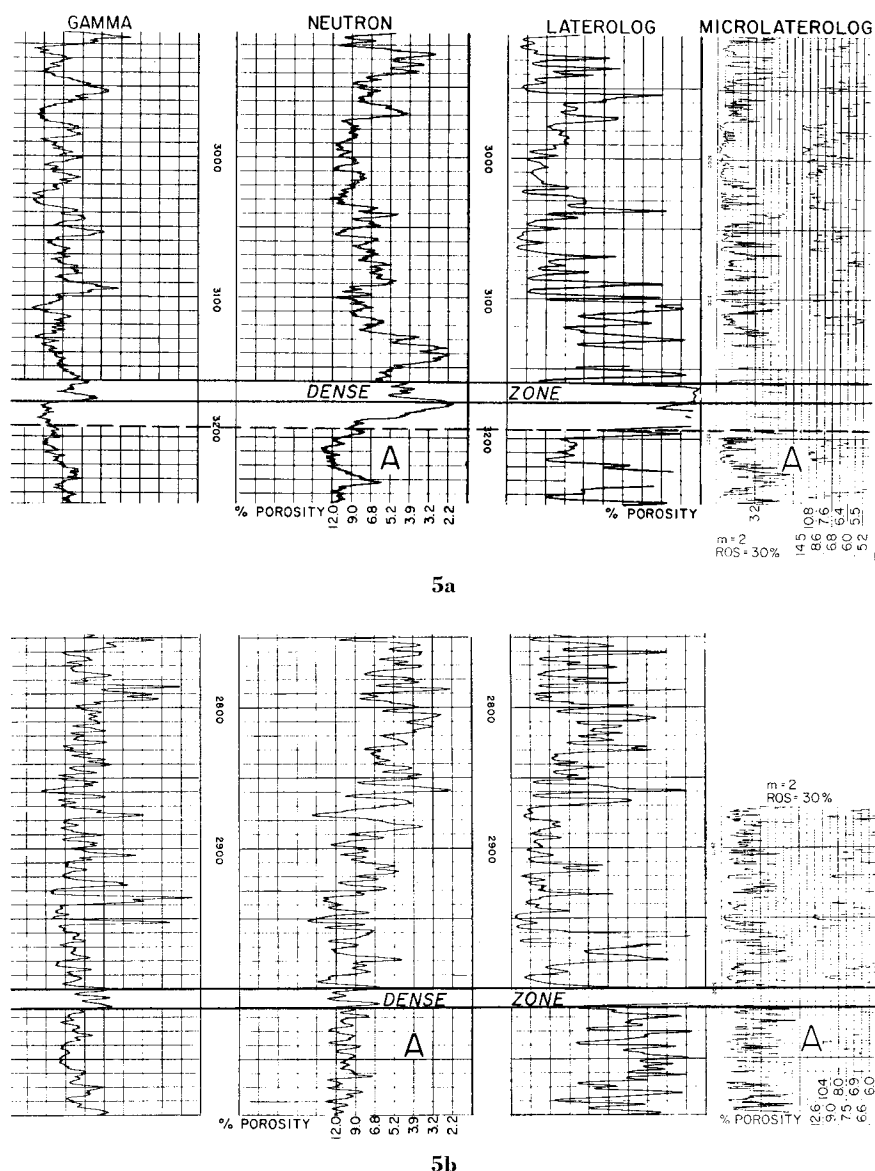 GAMMA NEUTRON LATEROLOG MICROLATEROLOG
3000 3000
3100 3100
DENSE ZONE
3200 3200
A A
% POROSITY 12.0 9.0 6.8 5.2 3.9 3.2 2.2 % POROSITY 3.2 14.5 10.8 8.6 7.6 6.8 6.4 6.0 5.5 5.2
m = 2
ROS = 30%
5a
2800 2800
m = 2
ROS = 30%
2900 2900
DENSE ZONE
A A
% POROSITY 12.0 9.0 6.8 5.2 3.9 3.2 2.2 % POROSITY 12.6 10.4 9.0 8.0 7.5 6.9 6.6 6.0
5b